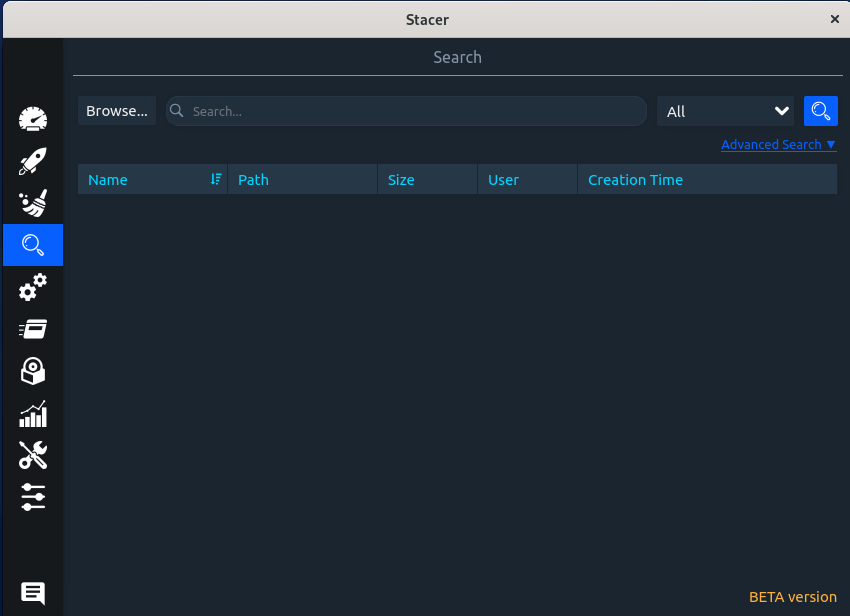 Stacer
Search
Browse... Search... All
Advanced Search ▼
Name Path Size User Creation Time
BETA version